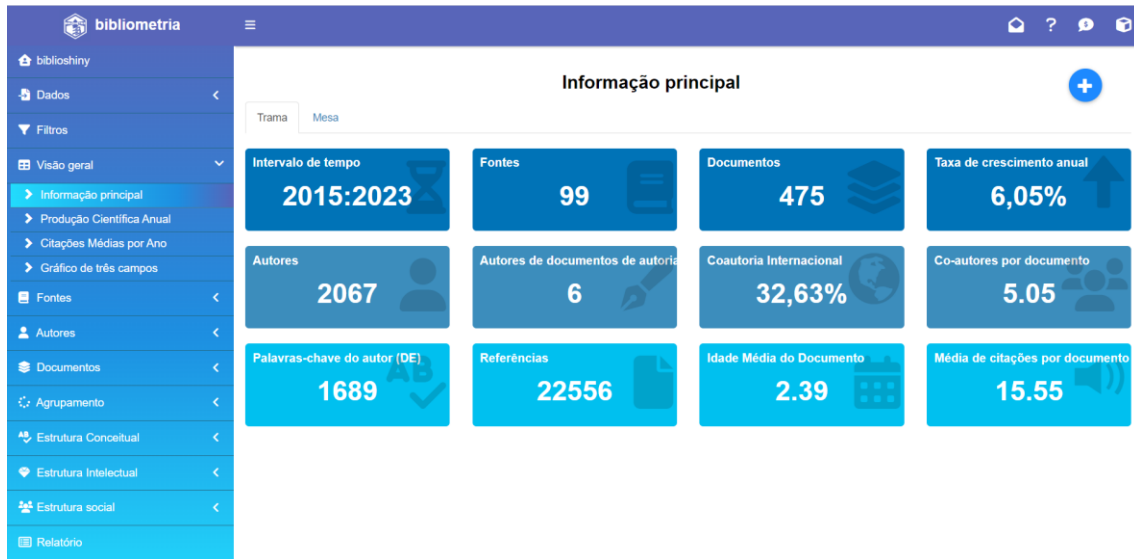 bibliometria
biblioshiny
Dados
Filtros
Visão geral
Informação principal
Produção Científica Anual
Citações Médias por Ano
Gráfico de três campos
Fontes
Autores
Documentos
Agrupamento
Estrutura Conceitual
Estrutura Intelectual
Estrutura social
Relatório
Informação principal
Trama Mesa
Intervalo de tempo
2015:2023
Fontes
99
Documentos
475
Taxa de crescimento anual
6,05%
Autores
2067
Autores de documentos de autoria
6
Coautoria Internacional
32,63%
Co-autores por documento
5.05
Palavras-chave do autor (DE)
1689
Referências
22556
Idade Média do Documento
2.39
Média de citações por documento
15.55